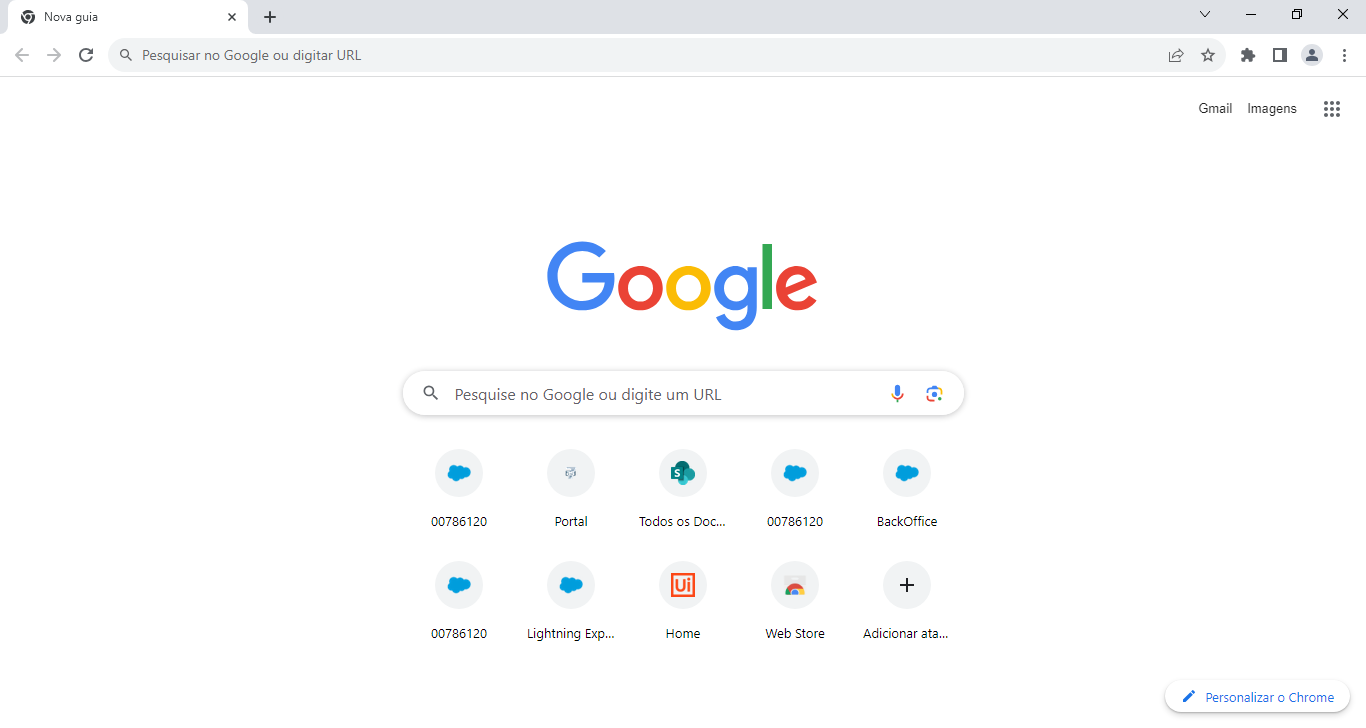 Nova guia
Pesquisar no Google ou digitar URL
Gmail Imagens
Google
Pesquise no Google ou digite um URL
S
00786120 Portal Todos os Doc... 00786120 BackOffice
Ui
00786120 Lightning Exp... Home Web Store Adicionar ata...
Personalizar o Chrome